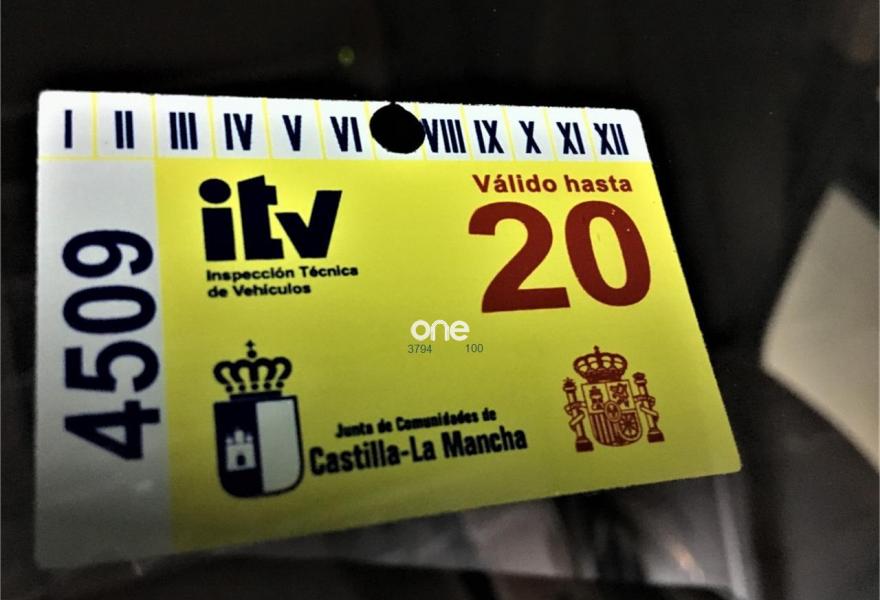 I II III IV V VI VIII IX X XI XII
Válido hasta
20
itv
Inspección Técnica
de Vehículos
4509
one
3794 100
Junta de Comunidades de
Castilla-La Mancha